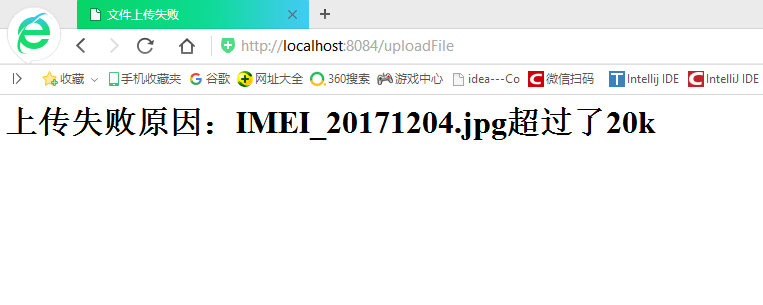 文件上传失败
http://localhost:8084/uploadFile
收藏 手机收藏夹 谷歌 网址大全 360搜索 游戏中心 idea---Co 微信扫码 Intellij IDE IntelliJ IDE
上传失败原因：IMEI_20171204.jpg超过了20k